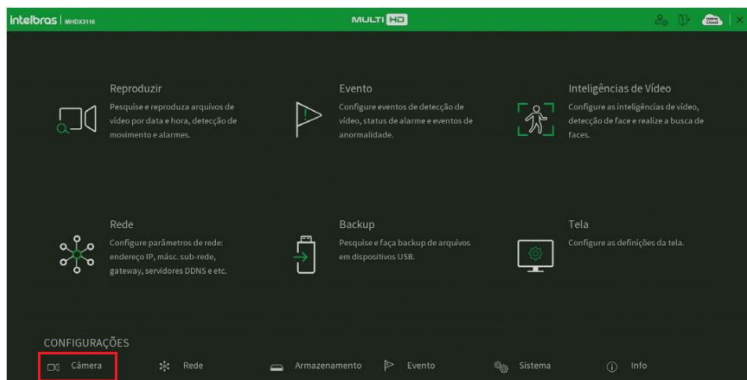 intelbras | MHDX3116
MULTI HD
Intelbras Cloud
Reproduzir
Pesquise e reproduza arquivos de
vídeo por data e hora, detecção de
movimento e alarmes.
Evento
Configure eventos de detecção de
vídeo, status de alarme e eventos de
anormalidade.
Inteligências de Vídeo
Configure as inteligências de vídeo,
detecção de face e realize a busca de
faces.
Rede
Configure parâmetros de rede:
endereço IP, másc. sub-rede,
gateway, servidores DDNS e etc.
Backup
Pesquise e faça backup de arquivos
em dispositivos USB.
Tela
Configure as definições da tela.
CONFIGURAÇÕES
Câmera Rede Armazenamento Evento Sistema Info